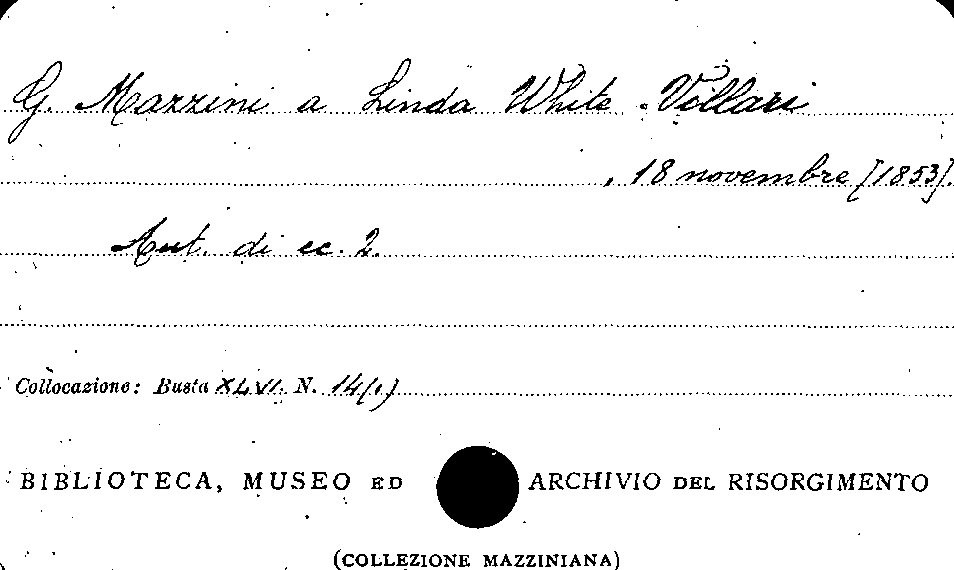 G. Mazzini a Linda White - Villari
, 18 novembre [1853].
Aut. di cc. 2.
Collocazione: Busta XLVI. N. 14(1)
BIBLIOTECA, MUSEO ED ARCHIVIO DEL RISORGIMENTO
(COLLEZIONE MAZZINIANA)